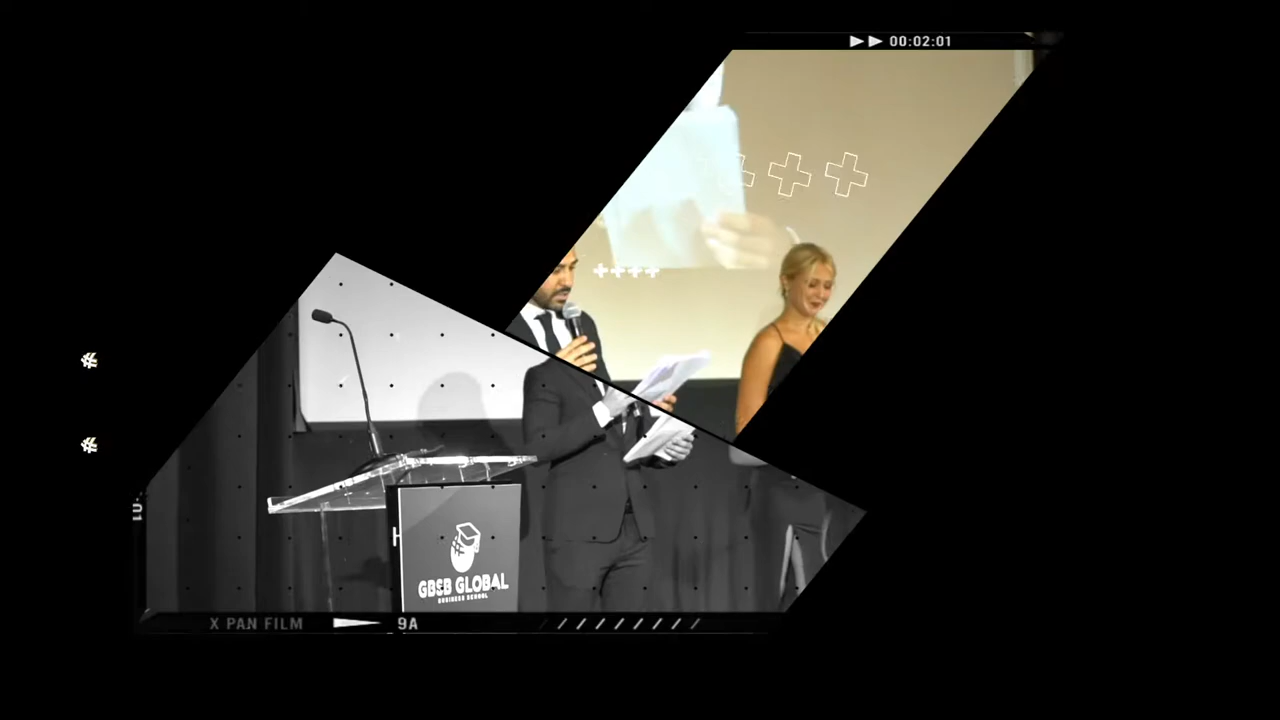 00:02:01
GBSB GLOBAL
BUSINESS SCHOOL
X PAN FILM
9A